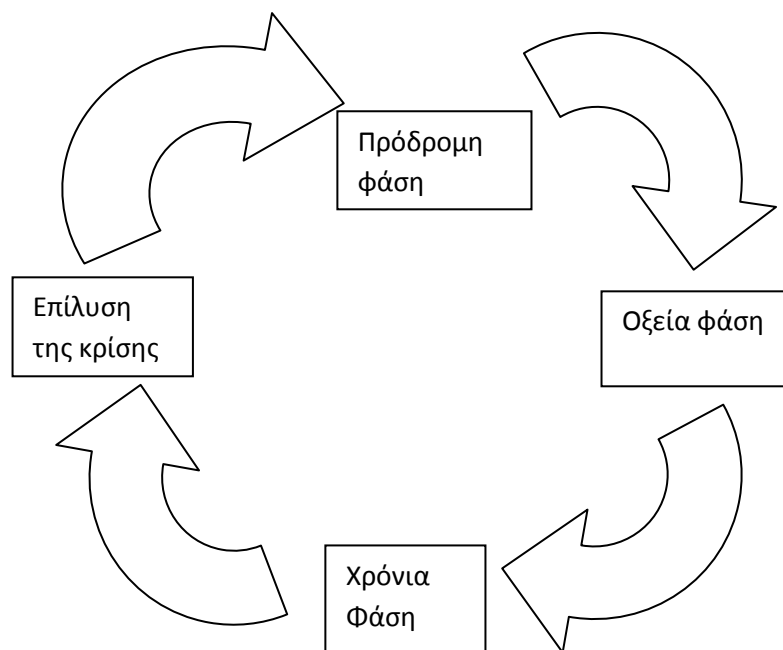 Πρόδρομη
φάση
Οξεία φάση
Χρόνια
Φάση
Επίλυση
της κρίσης